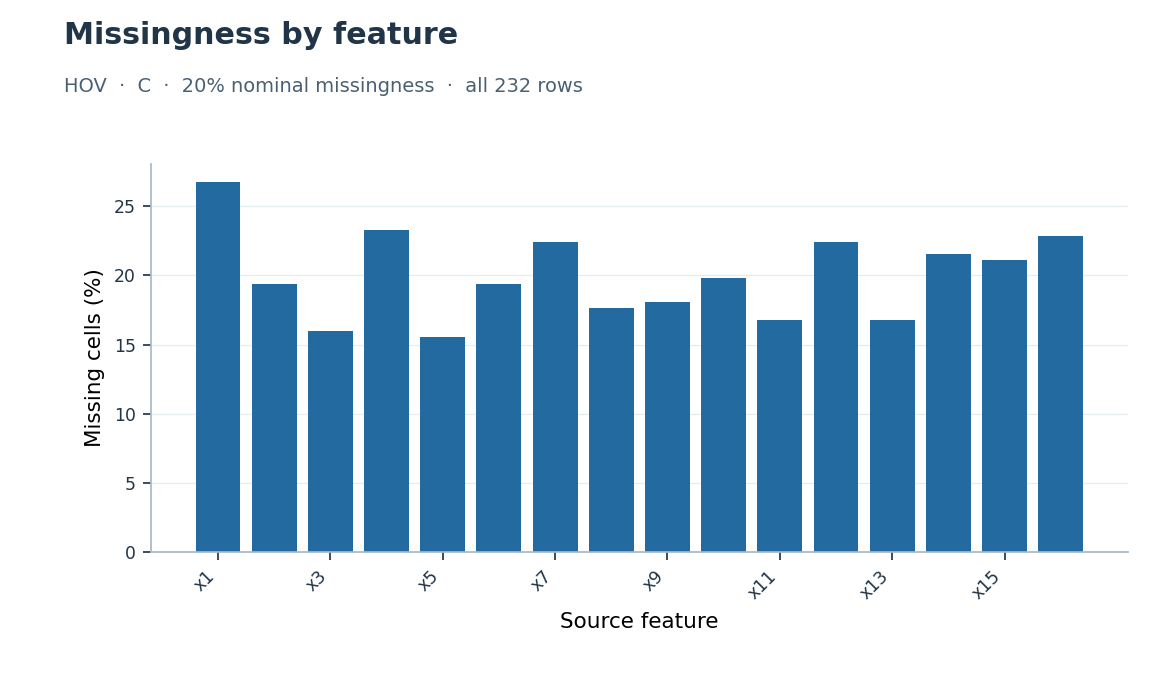 Missingness by feature
HOV · C · 20% nominal missingness · all 232 rows
Missing cells (%)
25
20
15
10
5
0
x1 x3 x5 x7 x9 x11 x13 x15
Source feature